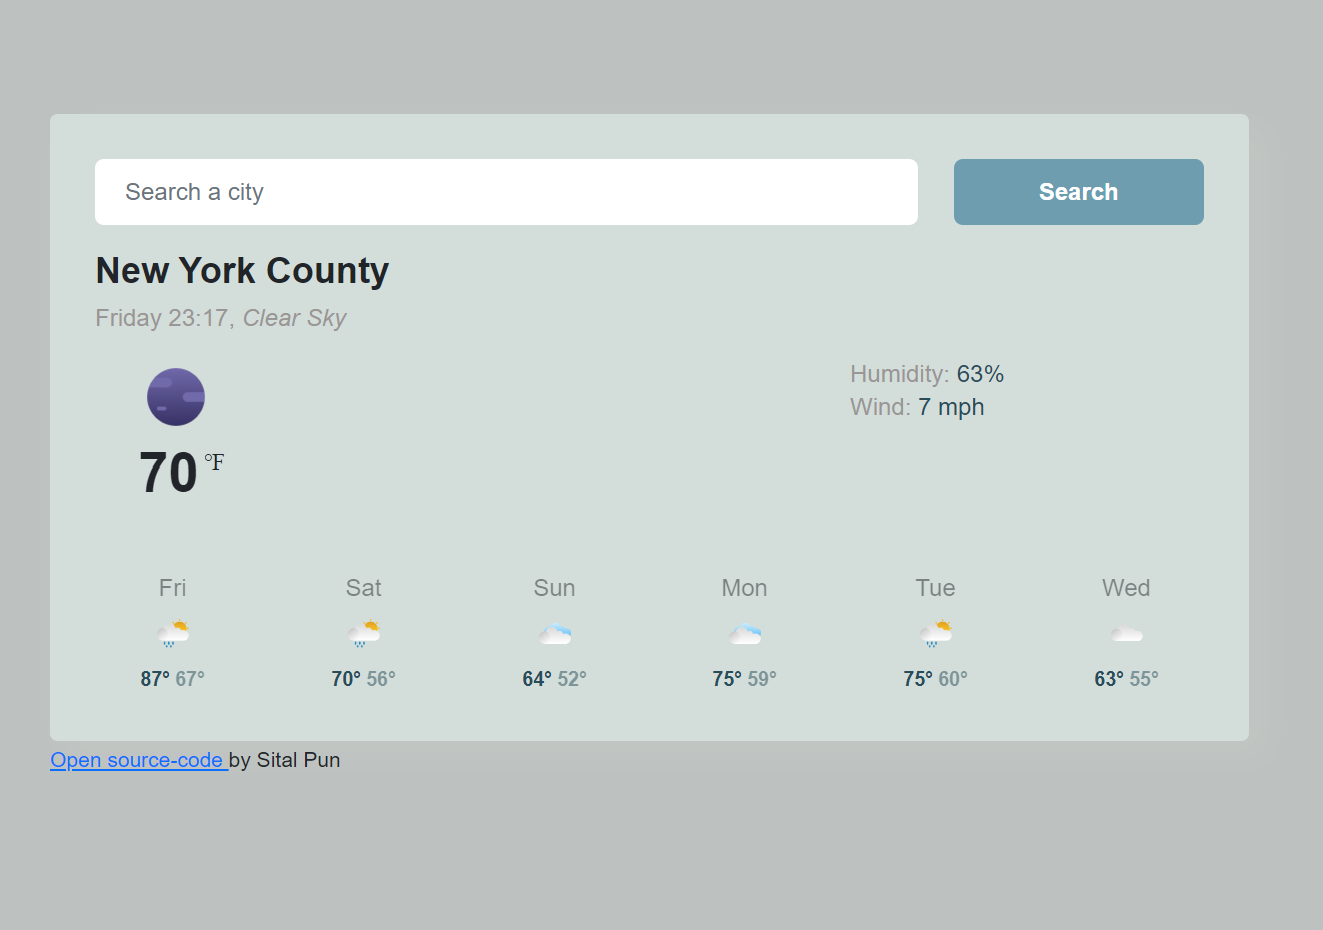 Search a city
Search
New York County
Friday 23:17, Clear Sky
Humidity: 63%
Wind: 7 mph
70 °F
Fri Sat Sun Mon Tue Wed
87° 67° 70° 56° 64° 52° 75° 59° 75° 60° 63° 55°
Open source-code by Sital Pun